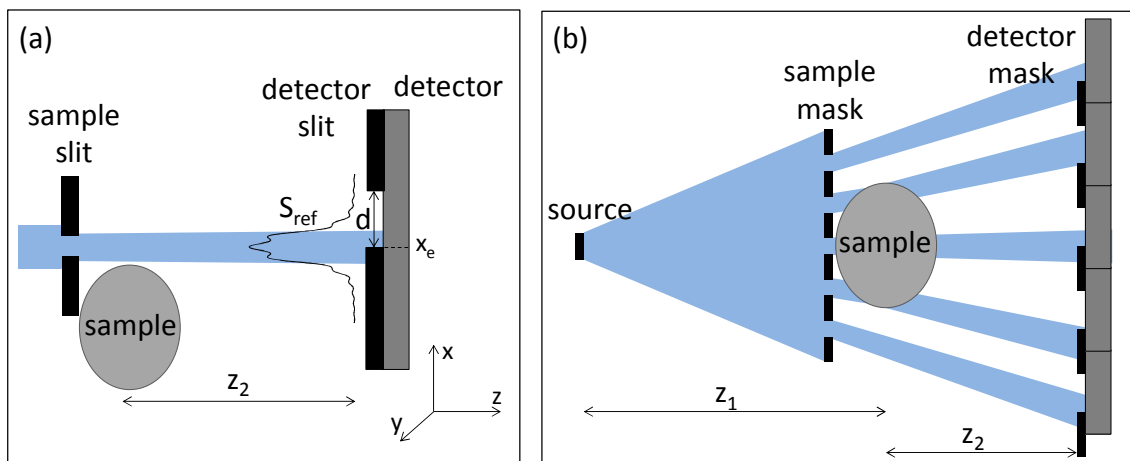 (a)
sample
slit
detector
slit
detector
S_ref
d
x_e
sample
z_2
x
y
z
(b)
detector
mask
sample
mask
source
sample
z_1
z_2